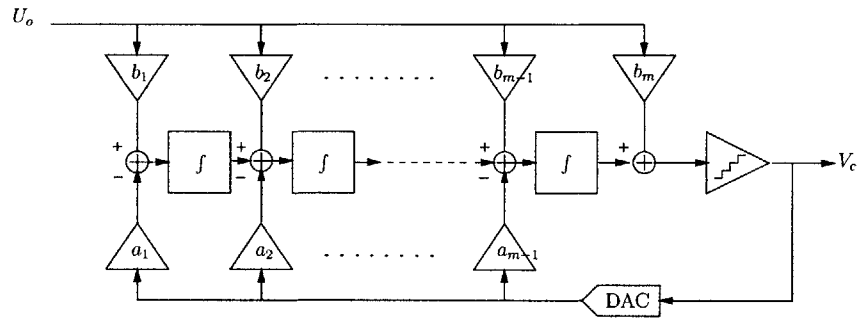 U_o
b_1 b_2 . . . . . . . . b_{m-1} b_m
+ + + +
∫ ∫ ∫
− − −
V_c
a_1 a_2 . . . . . . . . a_{m-1}
DAC